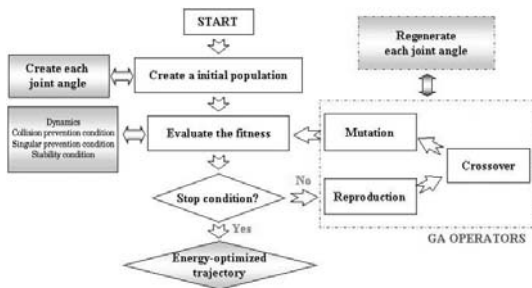 START
Regenerate
each joint angle
Create each
joint angle
Create a initial population
Dynamics
Collision prevention condition
Singular prevention condition
Stability condition
Evaluate the fitness
Mutation
Crossover
Stop condition?
No
Reproduction
Yes
GA OPERATORS
Energy-optimized
trajectory